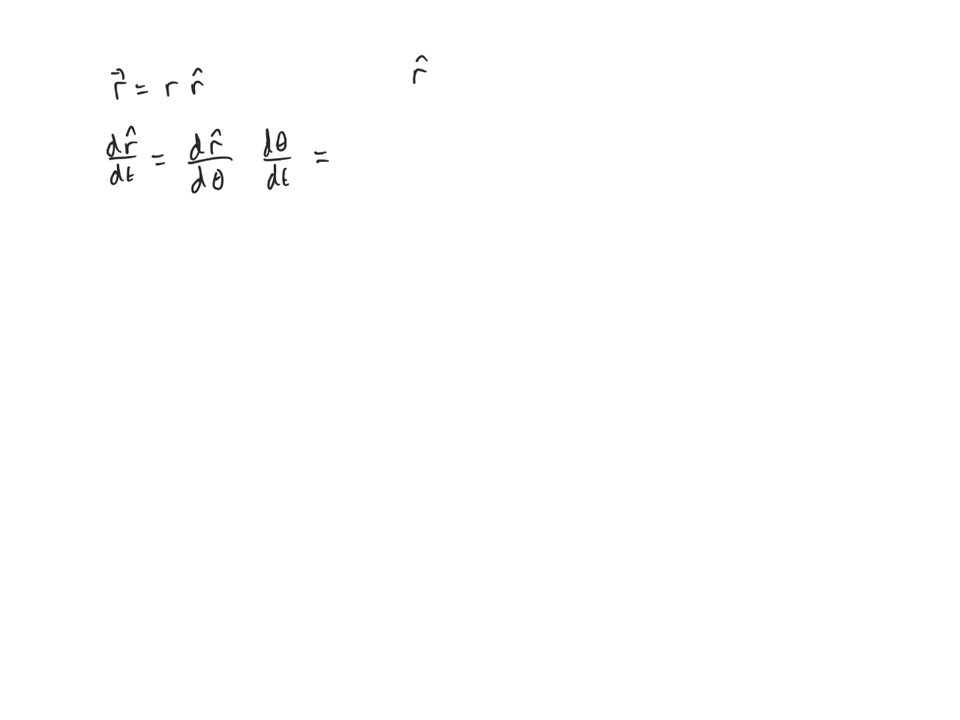 r⃗ = r r̂
r̂
dr̂/dt = dr̂/dθ dθ/dt =